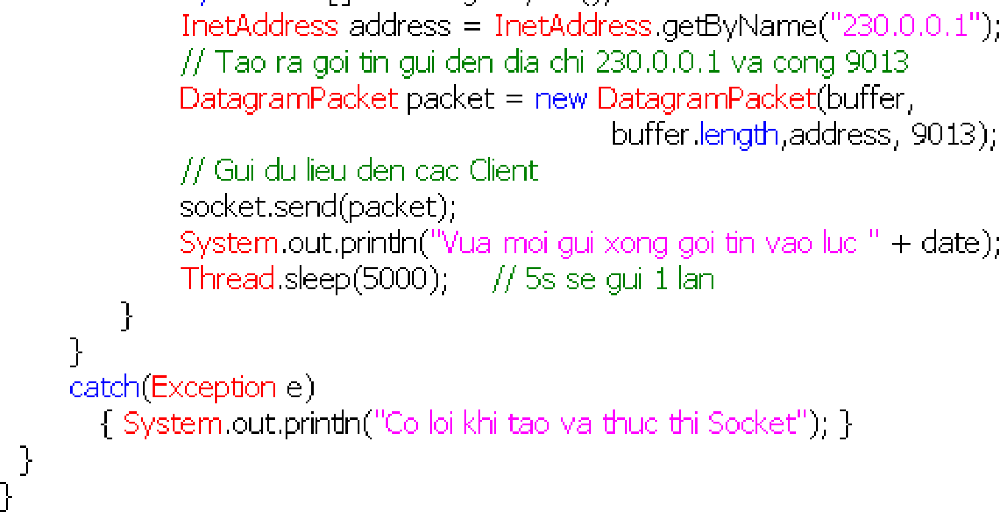 InetAddress address = InetAddress.getByName("230.0.0.1");
// Tao ra goi tin gui den dia chi 230.0.0.1 va cong 9013
DatagramPacket packet = new DatagramPacket(buffer,
buffer.length,address, 9013);
// Gui du lieu den cac Client
socket.send(packet);
System.out.println("Vua moi gui xong goi tin vao luc " + date);
Thread.sleep(5000); // 5s se gui 1 lan
}
}
catch(Exception e)
{ System.out.println("Co loi khi tao va thuc thi Socket"); }
}
}